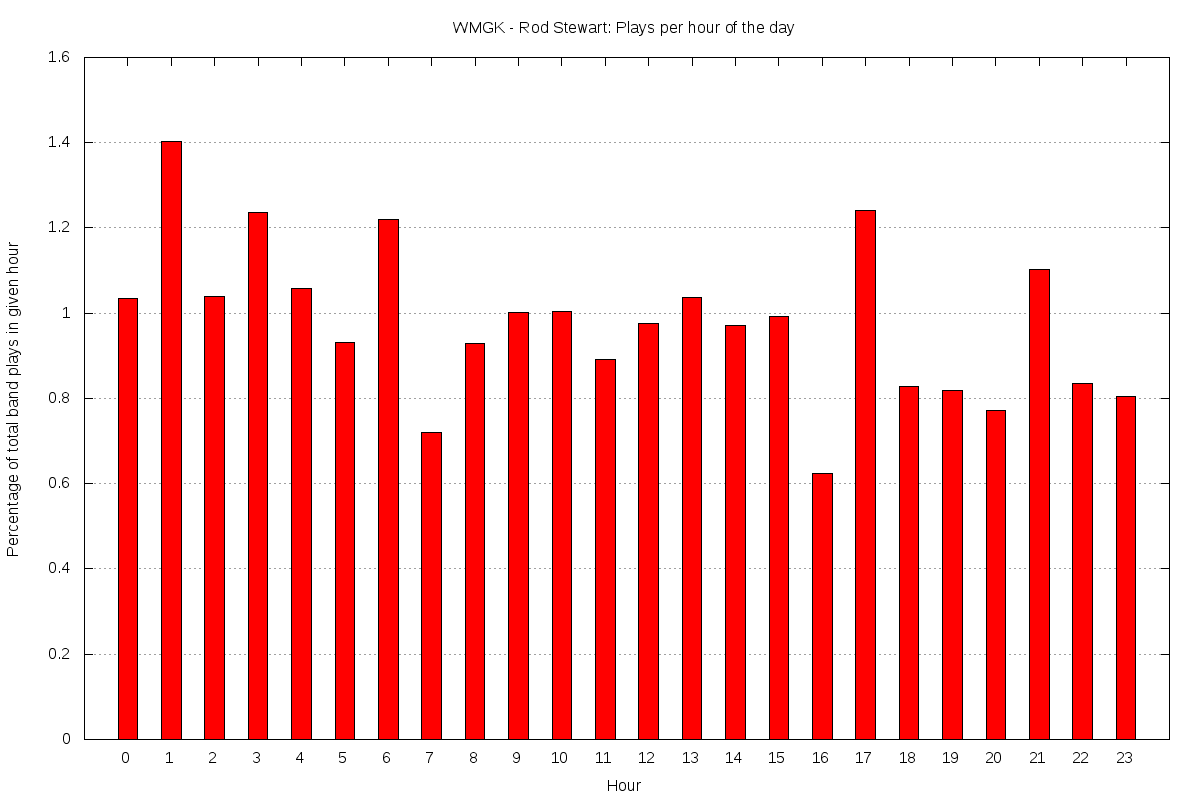 WMGK - Rod Stewart: Plays per hour of the day
1.6
1.4
1.2
1
0.8
0.6
0.4
0.2
0
Percentage of total band plays in given hour
0 1 2 3 4 5 6 7 8 9 10 11 12 13 14 15 16 17 18 19 20 21 22 23
Hour